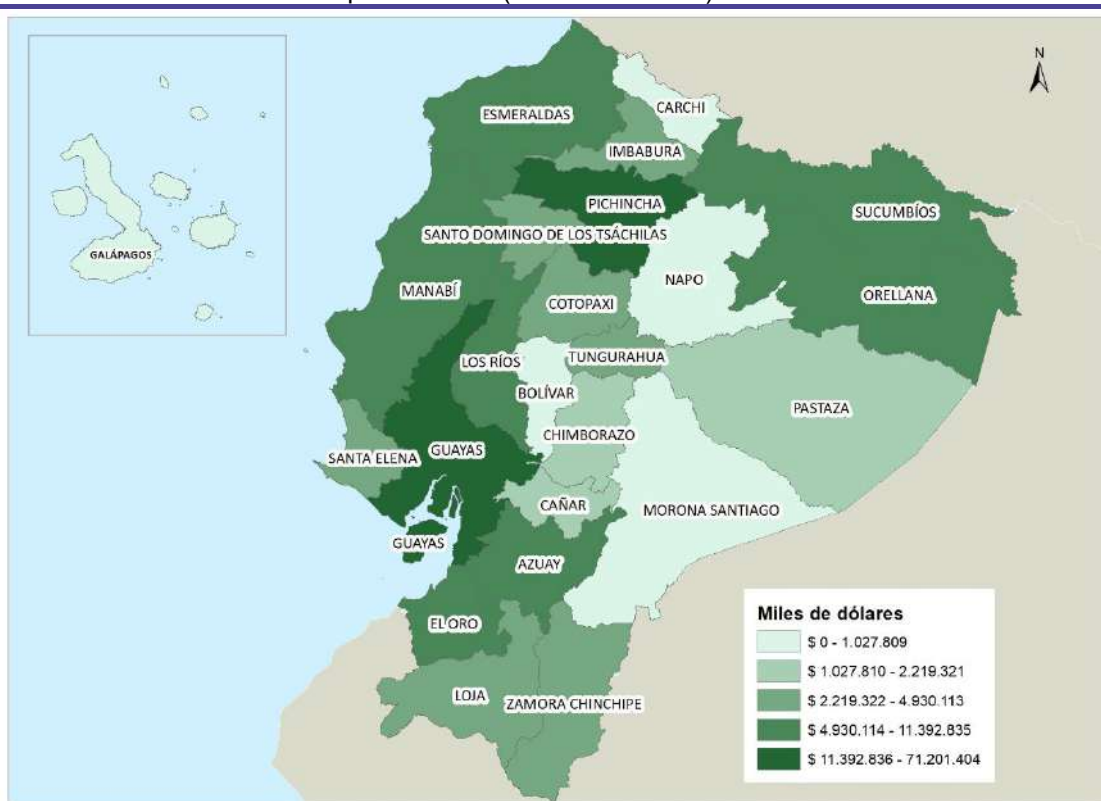 N
CARCHI
ESMERALDAS
IMBABURA
PICHINCHA
SUCUMBÍOS
SANTO DOMINGO DE LOS TSÁCHILAS
GALÁPAGOS
NAPO
MANABÍ
COTOPAXI
ORELLANA
LOS RÍOS
TUNGURAHUA
BOLÍVAR
PASTAZA
CHIMBORAZO
GUAYAS
SANTA ELENA
CAÑAR
MORONA SANTIAGO
GUAYAS
AZUAY
EL ORO
LOJA
ZAMORA CHINCHIPE
Miles de dólares
$ 0 - 1.027.809
$ 1.027.810 - 2.219.321
$ 2.219.322 - 4.930.113
$ 4.930.114 - 11.392.835
$ 11.392.836 - 71.201.404